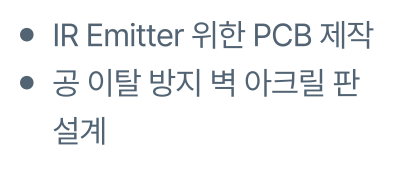 • IR Emitter 위한 PCB 제작
• 공 이탈 방지 벽 아크릴 판
설계